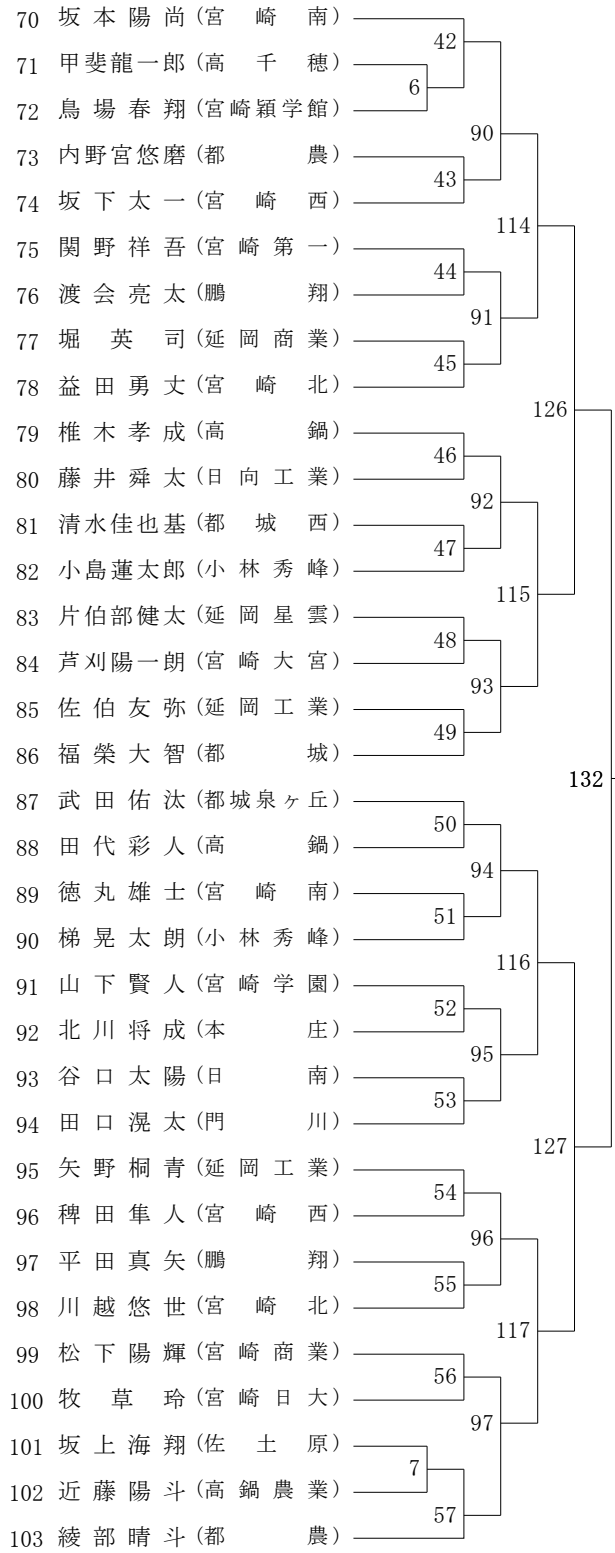 70 坂本陽尚(宮崎南)
42
71 甲斐龍一郎(高千穂)
6
72 鳥場春翔(宮崎穎学館)
90
73 内野宮悠磨(都農)
43
74 坂下太一(宮崎西)
114
75 関野祥吾(宮崎第一)
44
76 渡会亮太(鵬翔)
91
77 堀英司(延岡商業)
45
78 益田勇丈(宮崎北)
126
79 椎木孝成(高鍋)
46
80 藤井舜太(日向工業)
92
81 清水佳也基(都城西)
47
82 小島蓮太郎(小林秀峰)
115
83 片伯部健太(延岡星雲)
48
84 芦刈陽一朗(宮崎大宮)
93
85 佐伯友弥(延岡工業)
49
86 福榮大智(都城)
132
87 武田佑汰(都城泉ヶ丘)
50
88 田代彩人(高鍋)
94
89 徳丸雄士(宮崎南)
51
90 梯晃太朗(小林秀峰)
116
91 山下賢人(宮崎学園)
52
92 北川将成(本庄)
95
93 谷口太陽(日南)
53
94 田口滉太(門川)
127
95 矢野桐青(延岡工業)
54
96 稗田隼人(宮崎西)
96
97 平田真矢(鵬翔)
55
98 川越悠世(宮崎北)
117
99 松下陽輝(宮崎商業)
56
100 牧草玲(宮崎日大)
97
101 坂上海翔(佐土原)
7
102 近藤陽斗(高鍋農業)
57
103 綾部晴斗(都農)